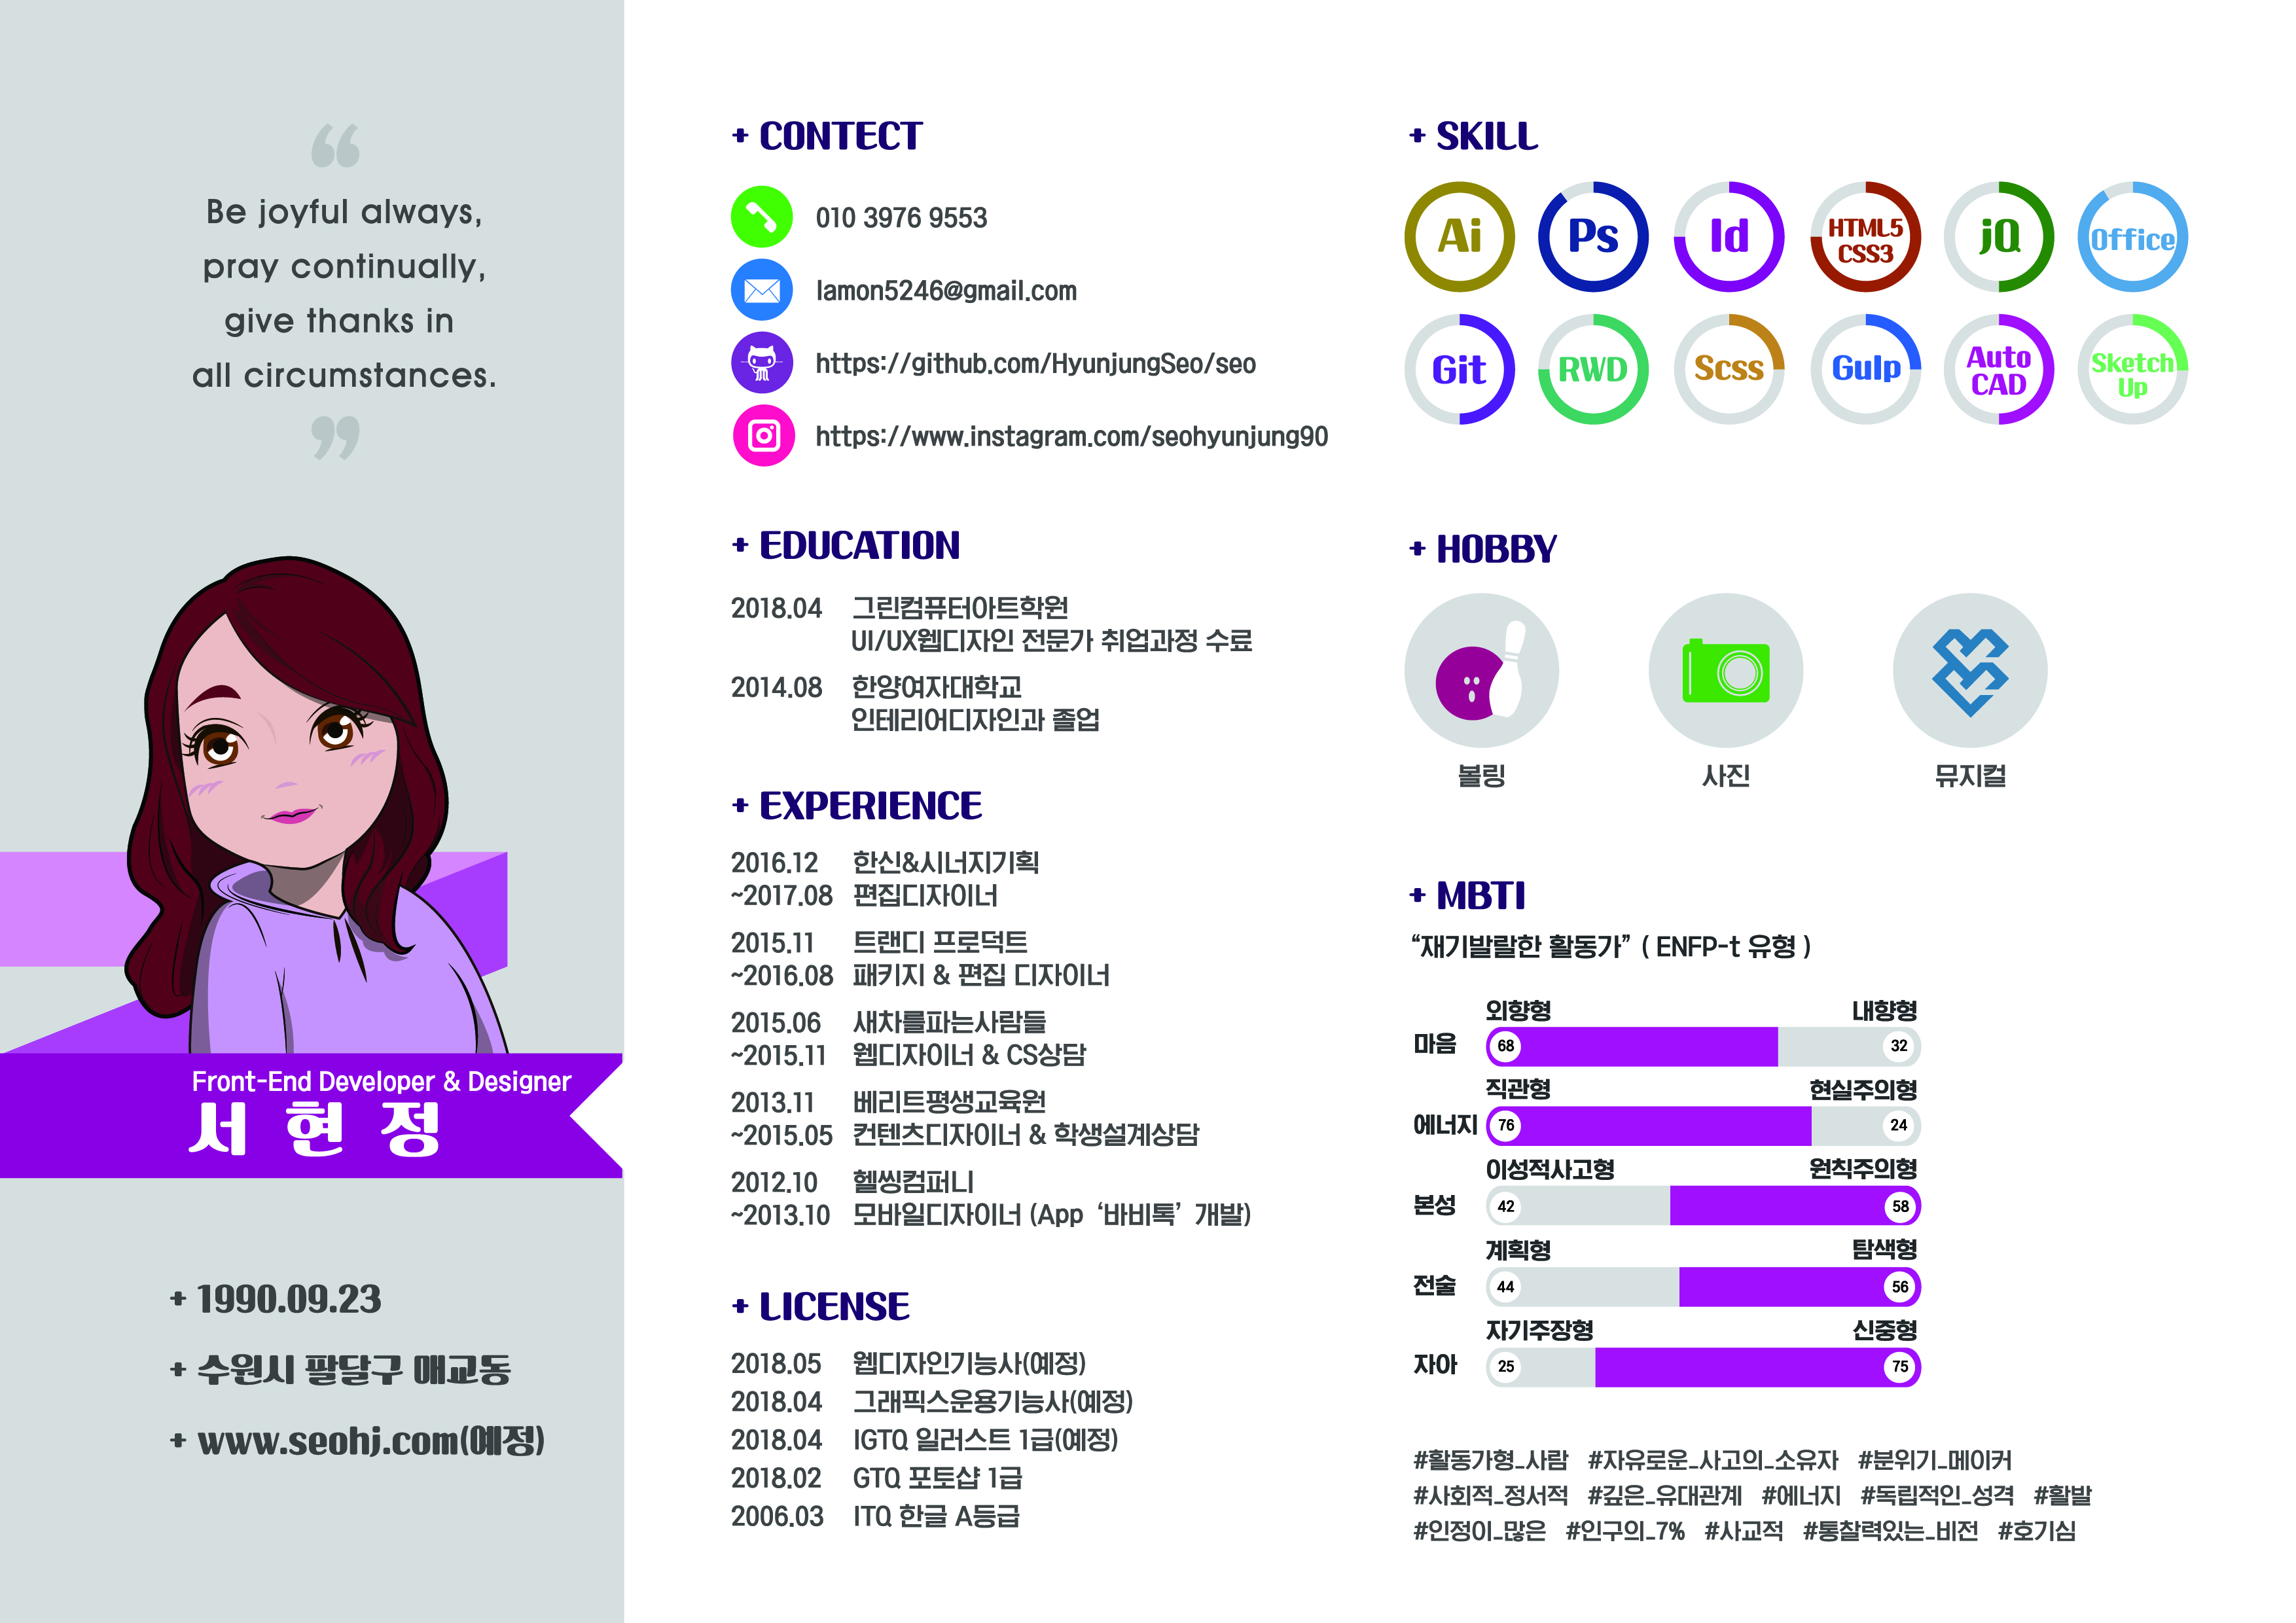 “
Be joyful always,
pray continually,
give thanks in
all circumstances.
”
Front-End Developer & Designer
서 현 정
+ 1990.09.23
+ 수원시 팔달구 매교동
+ www.seohj.com(예정)
+ CONTECT
010 3976 9553
lamon5246@gmail.com
https://github.com/HyunjungSeo/seo
https://www.instagram.com/seohyunjung90
+ EDUCATION
2018.04 그린컴퓨터아트학원
UI/UX웹디자인 전문가 취업과정 수료
2014.08 한양여자대학교
인테리어디자인과 졸업
+ EXPERIENCE
2016.12 한신&시너지기획
~2017.08 편집디자이너
2015.11 트랜디 프로덕트
~2016.08 패키지 & 편집 디자이너
2015.06 새차를파는사람들
~2015.11 웹디자이너 & CS상담
2013.11 베리트평생교육원
~2015.05 컨텐츠디자이너 & 학생설계상담
2012.10 헬씽컴퍼니
~2013.10 모바일디자이너 (App ‘바비톡’ 개발)
+ LICENSE
2018.05 웹디자인기능사(예정)
2018.04 그래픽스운용기능사(예정)
2018.04 IGTQ 일러스트 1급(예정)
2018.02 GTQ 포토샵 1급
2006.03 ITQ 한글 A등급
+ SKILL
Ai Ps Id HTML5 CSS3 jQ Office
Git RWD Scss Gulp Auto CAD Sketch Up
+ HOBBY
볼링 사진 뮤지컬
+ MBTI
“재기발랄한 활동가” ( ENFP-t 유형 )
외향형 내향형
마음 68 32
직관형 현실주의형
에너지 76 24
이성적사고형 원칙주의형
본성 42 58
계획형 탐색형
전술 44 56
자기주장형 신중형
자아 25 75
#활동가형_사람 #자유로운_사고의_소유자 #분위기_메이커
#사회적_정서적 #깊은_유대관계 #에너지 #독립적인_성격 #활발
#인정이_많은 #인구의_7% #사교적 #통찰력있는_비전 #호기심